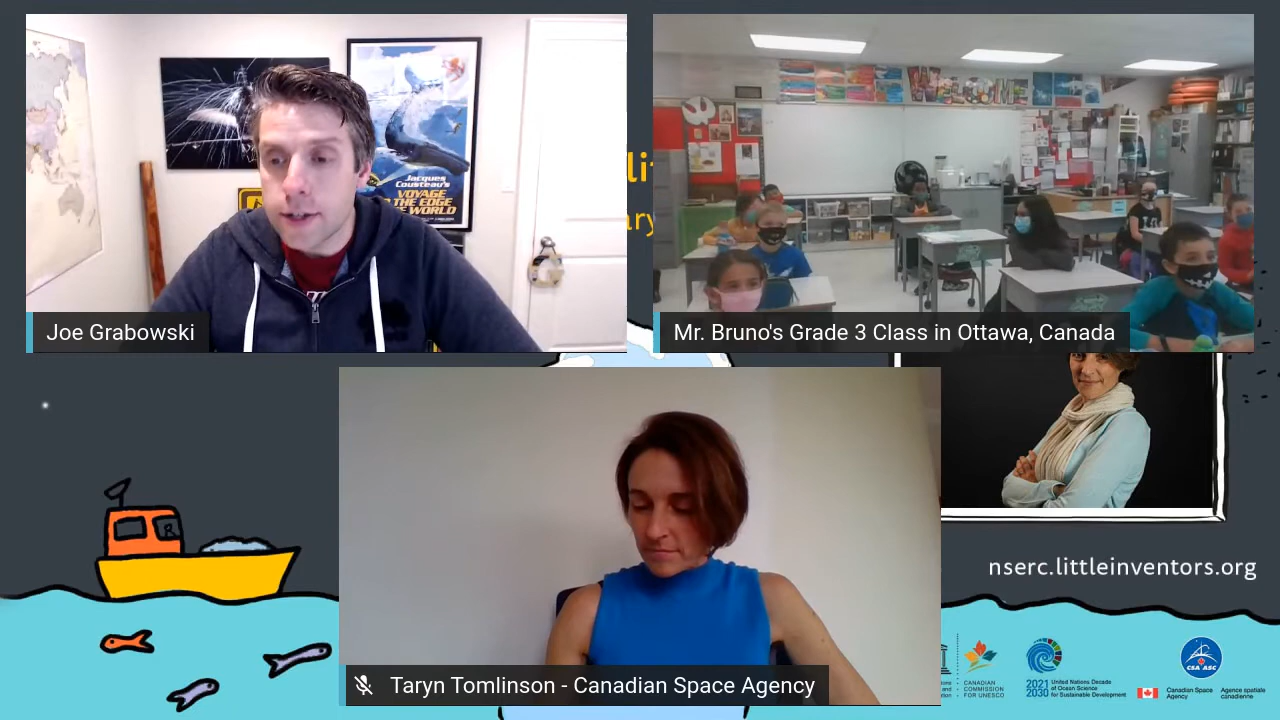 Jacques
Cousteau's
VOYAGE
TO THE EDGE
OF THE WORLD
Joe Grabowski
Mr. Bruno's Grade 3 Class in Ottawa, Canada
R
nserc.littleinventors.org
CANADIAN
COMMISSION
FOR UNESCO
2021
2030
United Nations Decade
of Ocean Science
for Sustainable Development
CSA ASC
Canadian Space
Agency
Agence spatiale
canadienne
Taryn Tomlinson - Canadian Space Agency